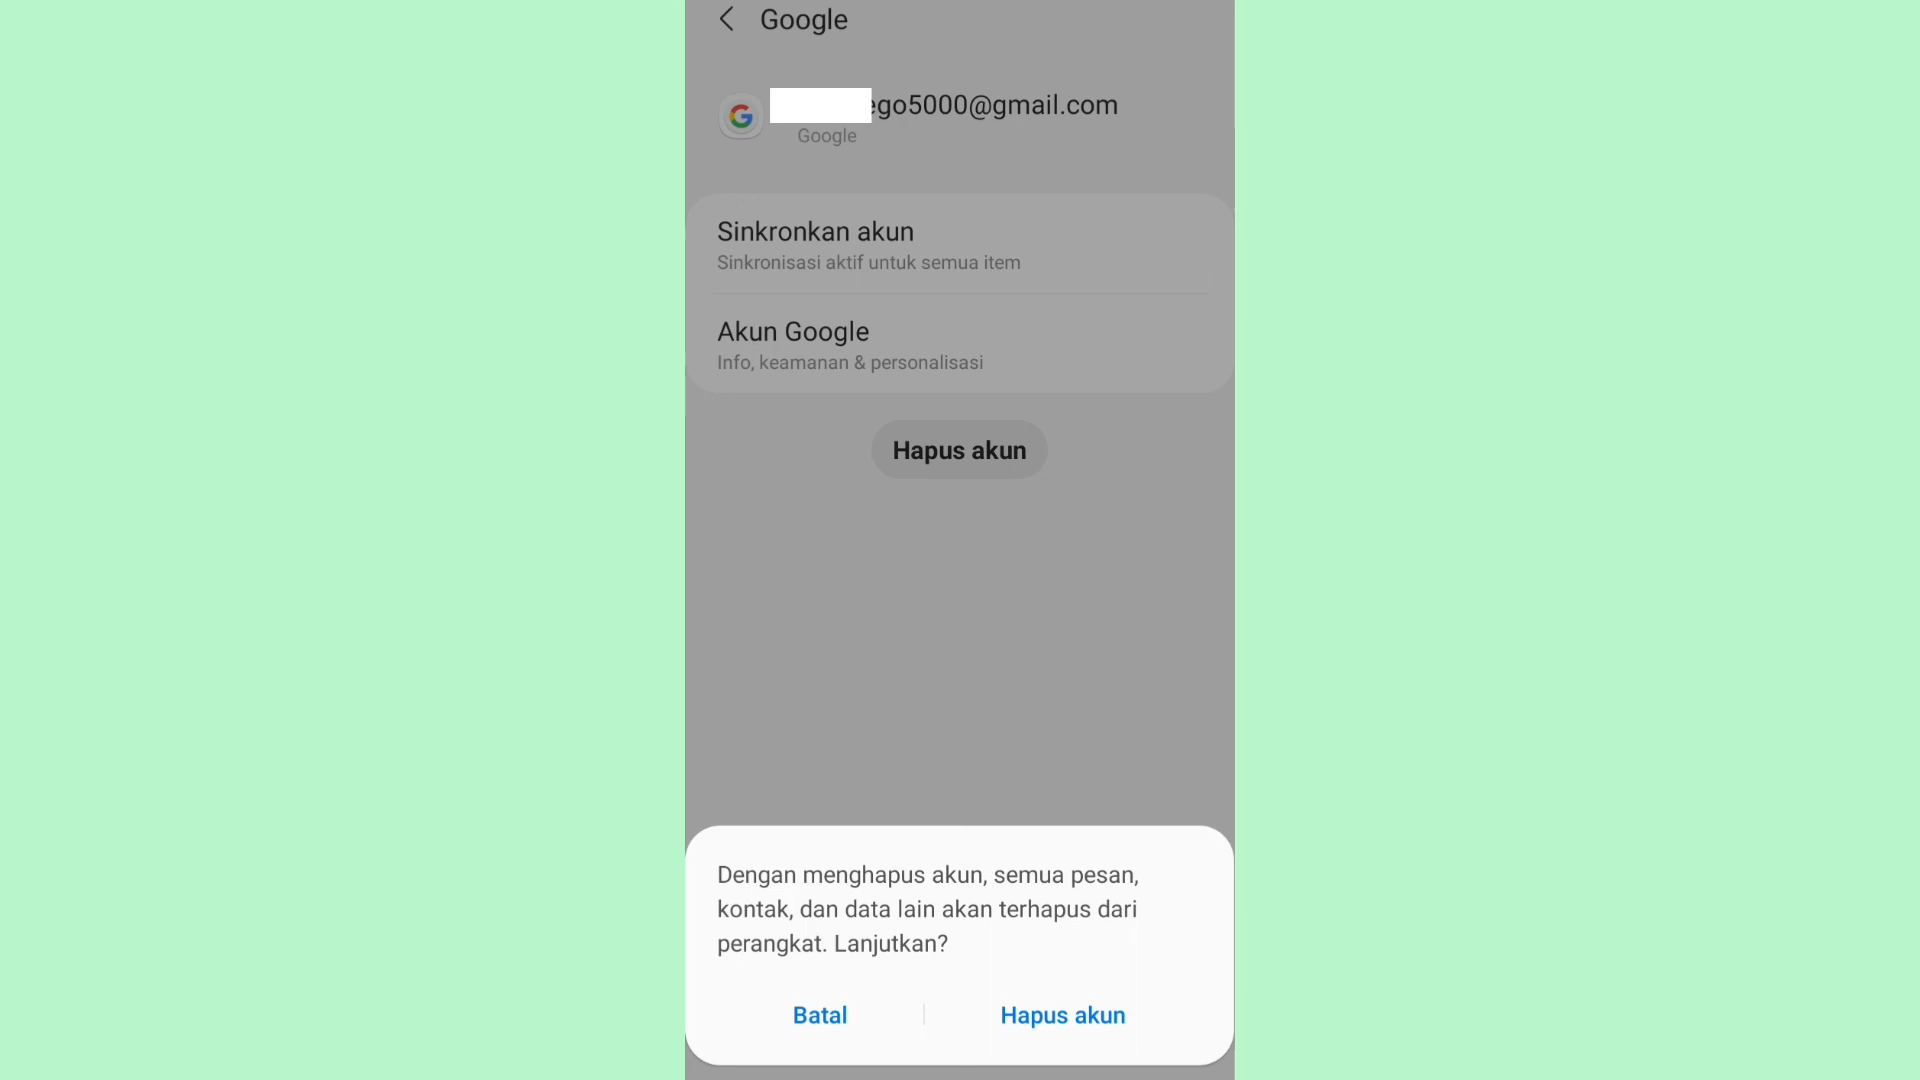 Google
ego5000@gmail.com
Google
Sinkronkan akun
Sinkronisasi aktif untuk semua item
Akun Google
Info, keamanan & personalisasi
Hapus akun
Dengan menghapus akun, semua pesan,
kontak, dan data lain akan terhapus dari
perangkat. Lanjutkan?
Batal
Hapus akun